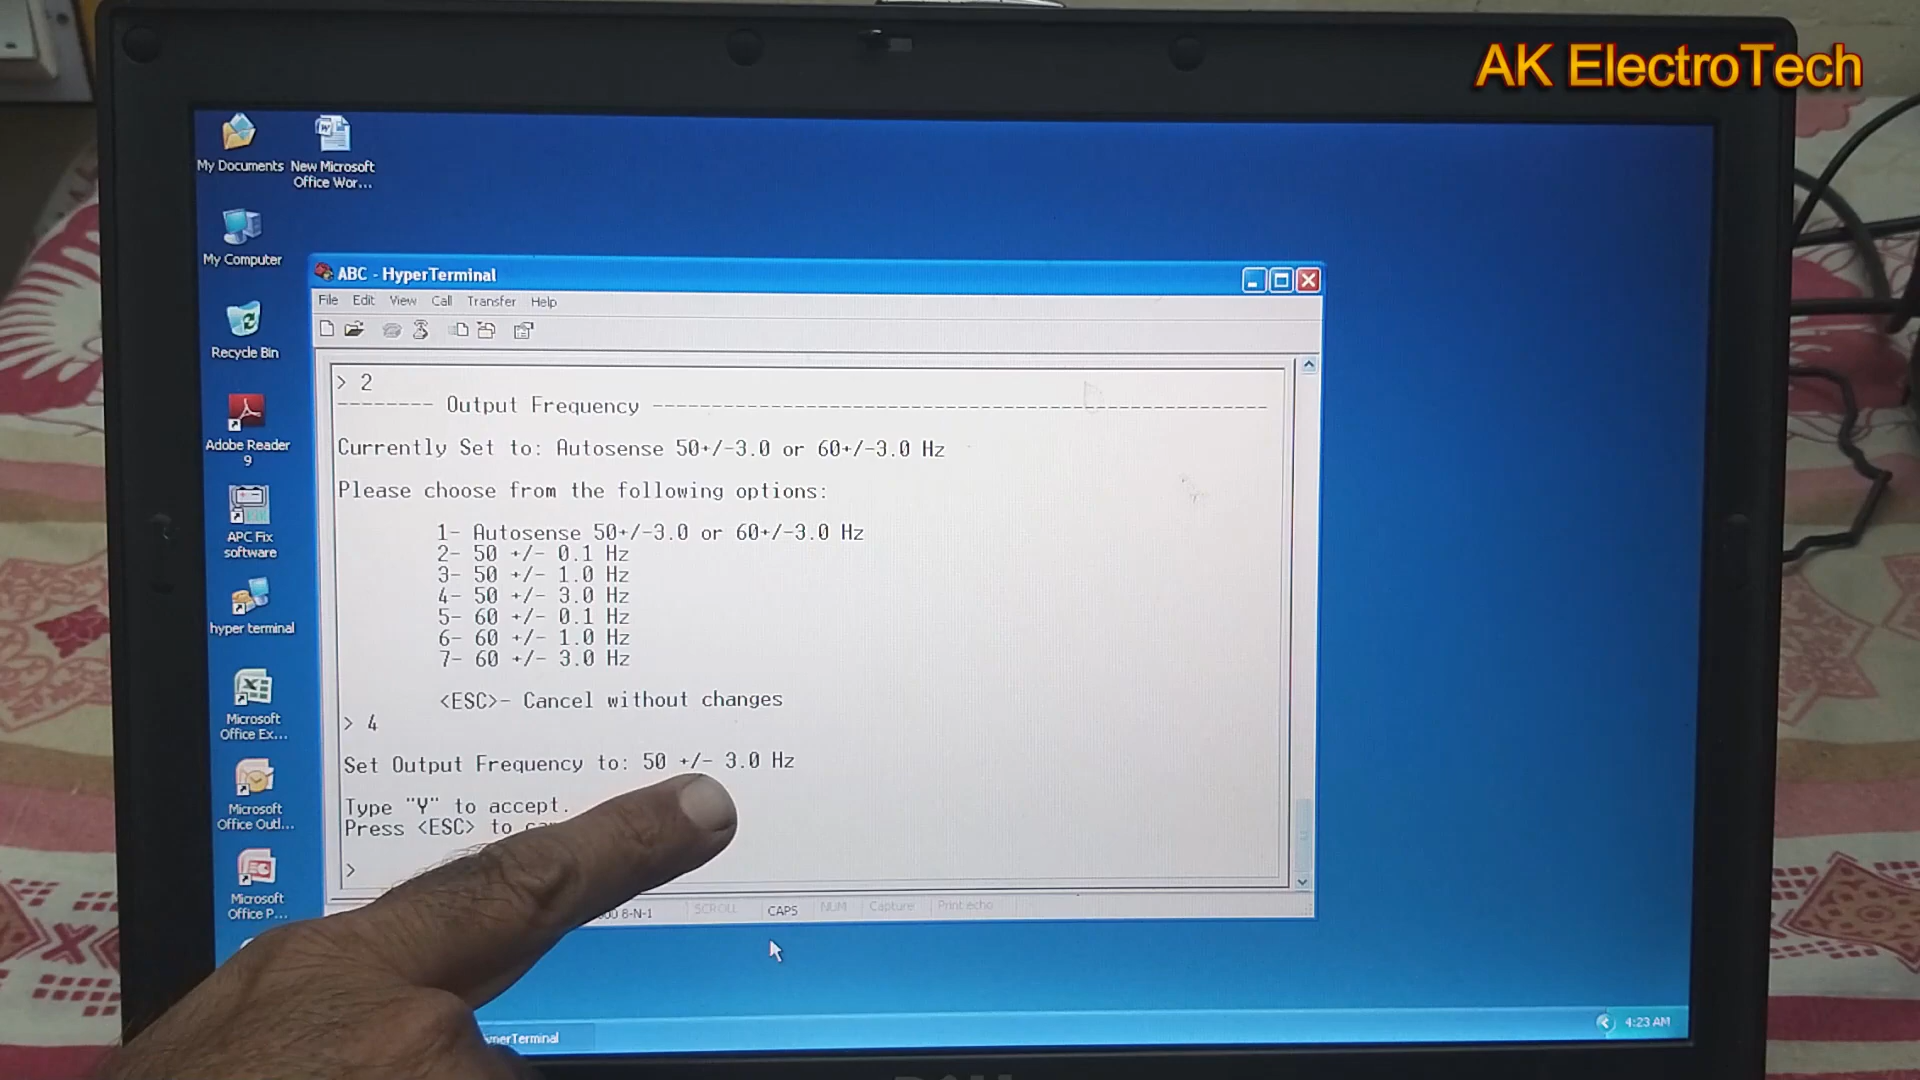 AK ElectroTech
My Documents
New Microsoft
Office Wor...
My Computer
Recycle Bin
Adobe Reader
9
APC Fix
software
hyper terminal
Microsoft
Office Ex...
Microsoft
Office Outl...
Microsoft
Office P...
ABC - HyperTerminal
File Edit View Call Transfer Help
> 2
-------- Output Frequency ----------------------------------------------------
Currently Set to: Autosense 50+/-3.0 or 60+/-3.0 Hz
Please choose from the following options:
1- Autosense 50+/-3.0 or 60+/-3.0 Hz
2- 50 +/- 0.1 Hz
3- 50 +/- 1.0 Hz
4- 50 +/- 3.0 Hz
5- 60 +/- 0.1 Hz
6- 60 +/- 1.0 Hz
7- 60 +/- 3.0 Hz
<ESC>- Cancel without changes
> 4
Set Output Frequency to: 50 +/- 3.0 Hz
Type "Y" to accept.
Press <ESC> to
>
8-N-1 SCROLL CAPS NUM Capture Print echo
4:23 AM